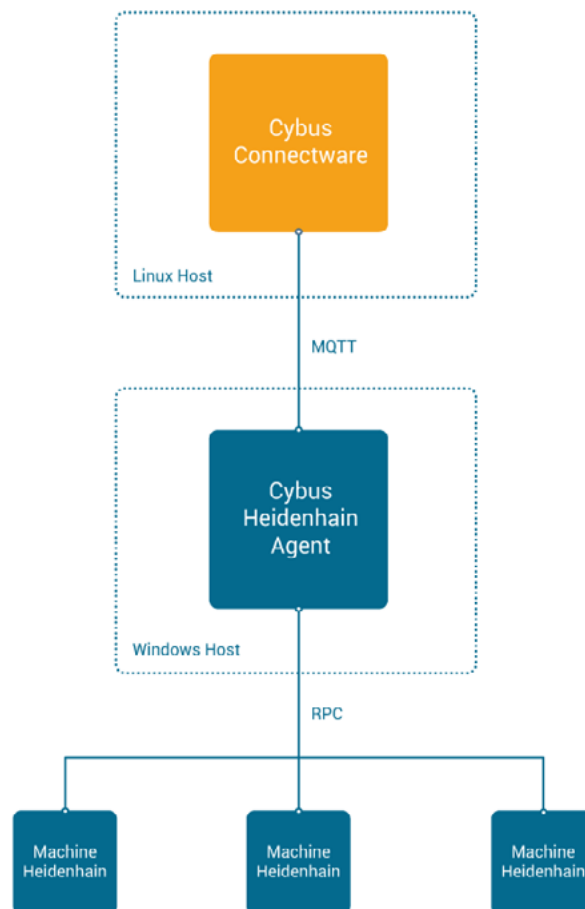 Cybus
Connectware
Linux Host
MQTT
Cybus
Heidenhain
Agent
Windows Host
RPC
Machine
Heidenhain
Machine
Heidenhain
Machine
Heidenhain